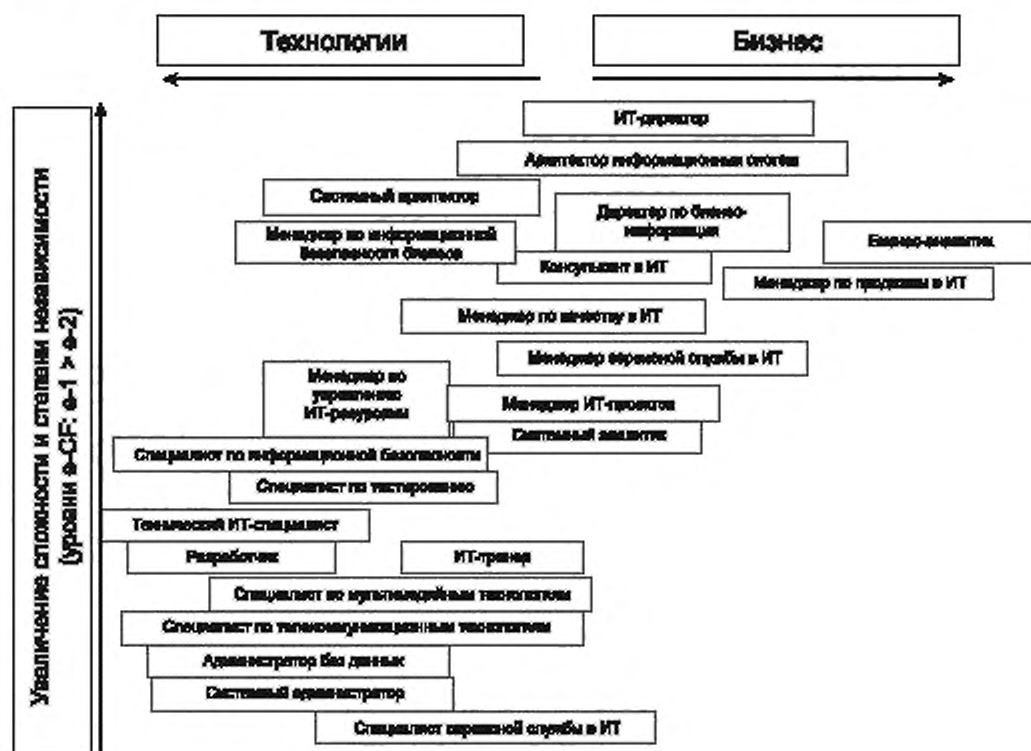 Технологии
Бизнес
Увеличение сложности и степени независимости
(уровни e-CF: e-1 > e-2)
ИТ-директор
Архитектор информационных систем
Системный архитектор
Директор по бизнес-
информации
Менеджер по информационной
безопасности бизнеса
Бизнес-аналитик
Консультант в ИТ
Менеджер по продажам в ИТ
Менеджер по качеству в ИТ
Менеджер сервисной службы в ИТ
Менеджер по
управлению
ИТ-ресурсами
Менеджер ИТ-проектов
Системный аналитик
Специалист по информационной безопасности
Специалист по тестированию
Технический ИТ-специалист
Разработчик
ИТ-тренер
Специалист по мультимедийным технологиям
Специалист по телекоммуникационным технологиям
Администратор баз данных
Системный администратор
Специалист сервисной службы в ИТ